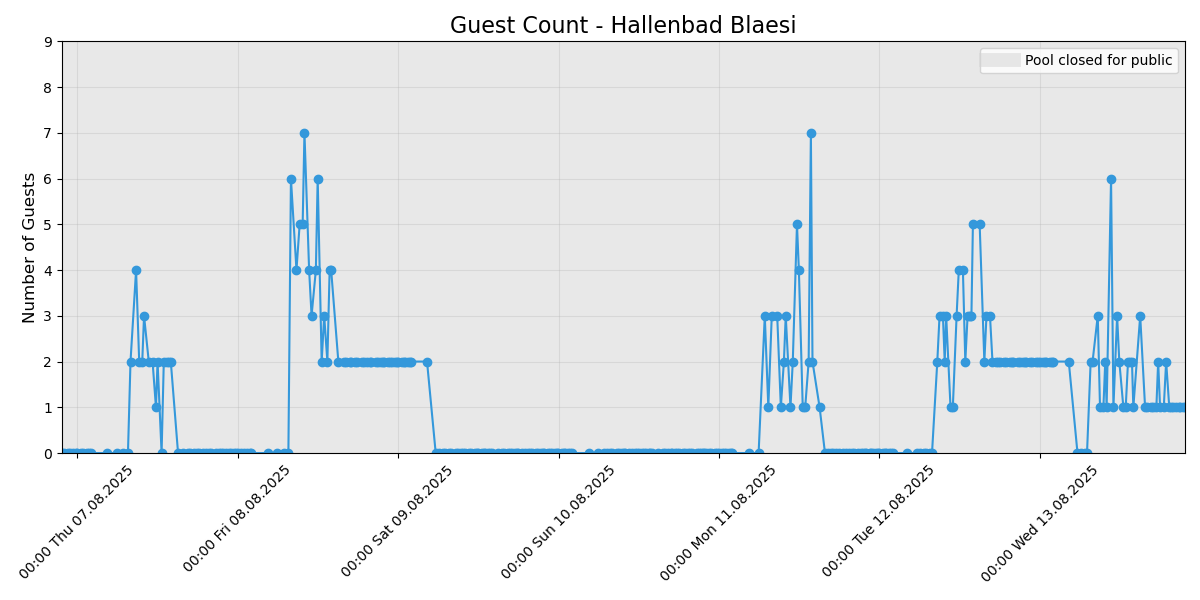 Guest Count - Hallenbad Blaesi
Pool closed for public
Number of Guests
9
8
7
6
5
4
3
2
1
0
00:00 Thu 07.08.2025
00:00 Fri 08.08.2025
00:00 Sat 09.08.2025
00:00 Sun 10.08.2025
00:00 Mon 11.08.2025
00:00 Tue 12.08.2025
00:00 Wed 13.08.2025